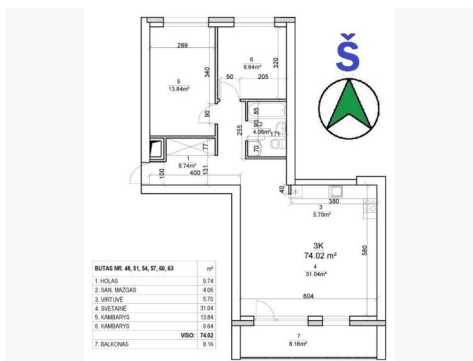 289
5
13.84m²
340
90
6
9.64m²
320
90
205
Š
85
90
4.06m²
171
70
255
77
1
9.74m²
131
100
400
40
380
3
5.70m²
3K
74.02 m²
4
31.04m²
580
604
7
8.16m²
BUTAS NR. 48, 51, 54, 57, 60, 63 m²
1. HOLAS 9.74
2. SAN. MAZGAS 4.06
3. VIRTUVĖ 5.70
4. SVETAINĖ 31.04
5. KAMBARYS 13.84
6. KAMBARYS 9.64
VISO: 74.02
7. BALKONAS 8.16